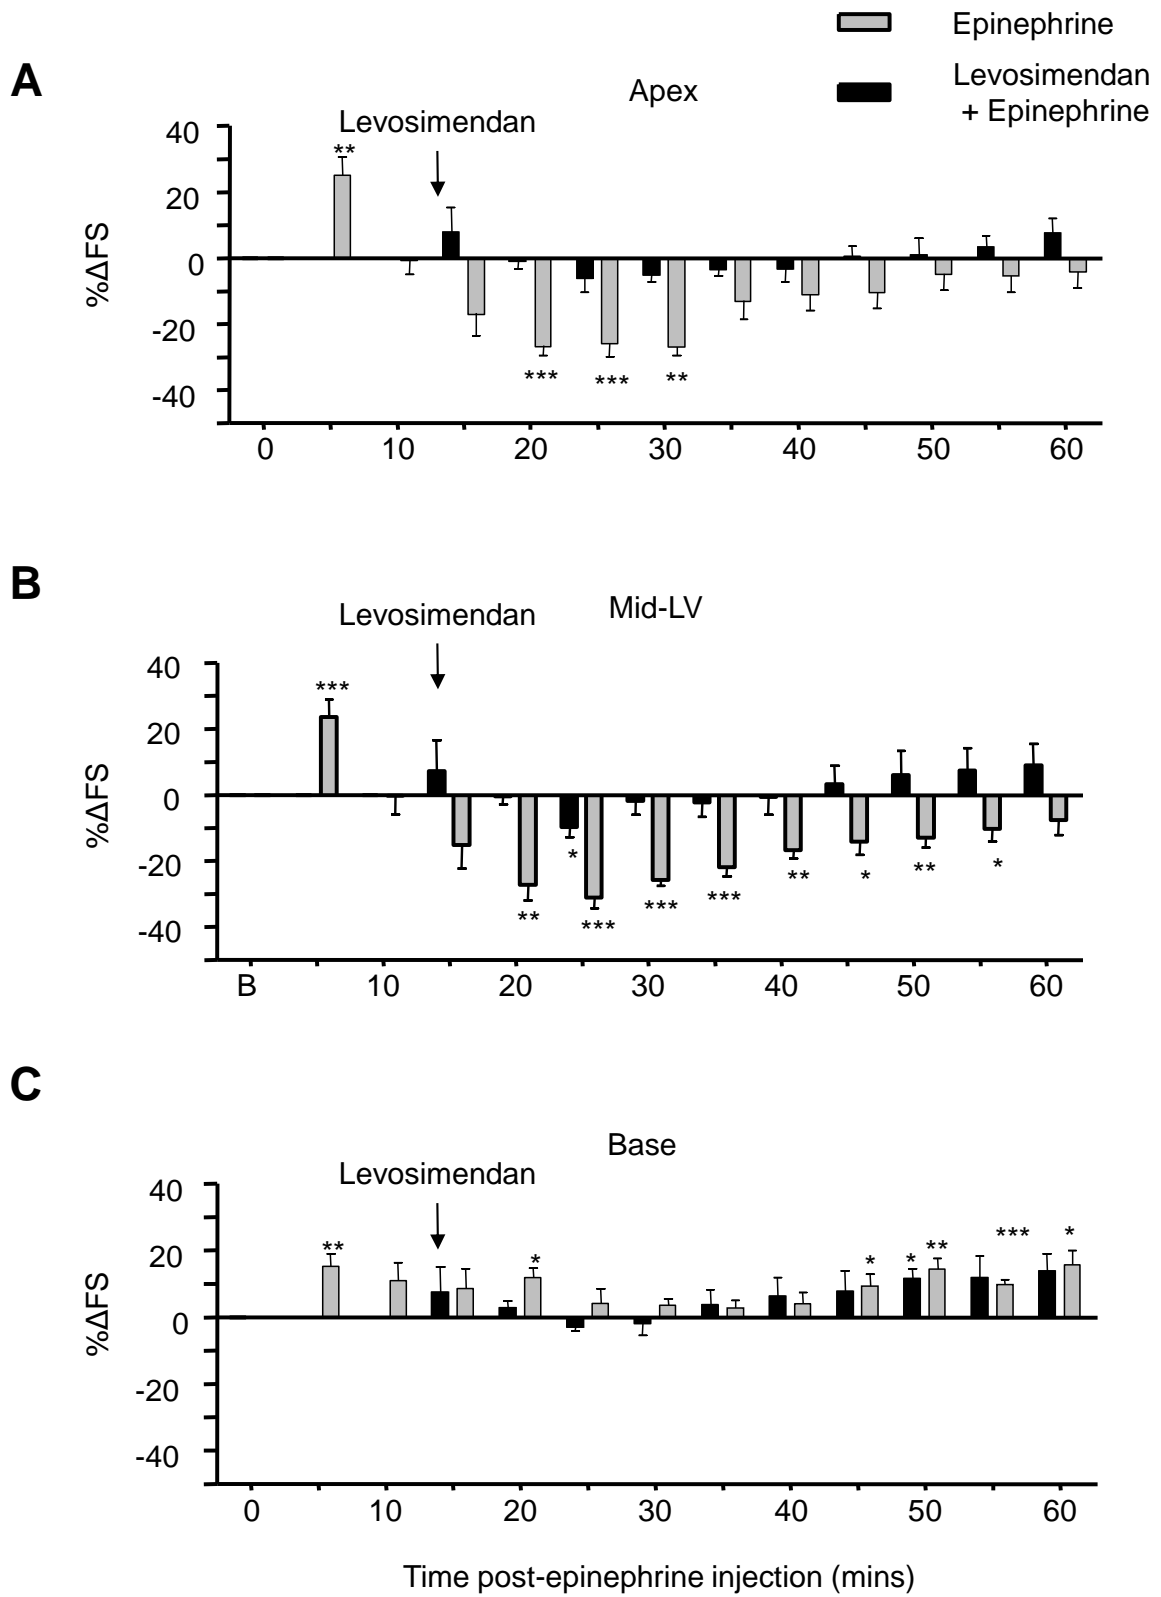 Epinephrine
Levosimendan
+ Epinephrine
A
Apex
Levosimendan
%ΔFS
40
20
0
-20
-40
**
***
***
**
0 10 20 30 40 50 60
B
Mid-LV
Levosimendan
%ΔFS
40
20
0
-20
-40
***
**
*
***
***
***
**
*
**
*
B 10 20 30 40 50 60
C
Base
Levosimendan
%ΔFS
40
20
0
-20
-40
**
*
*
*
**
***
*
0 10 20 30 40 50 60
Time post-epinephrine injection (mins)